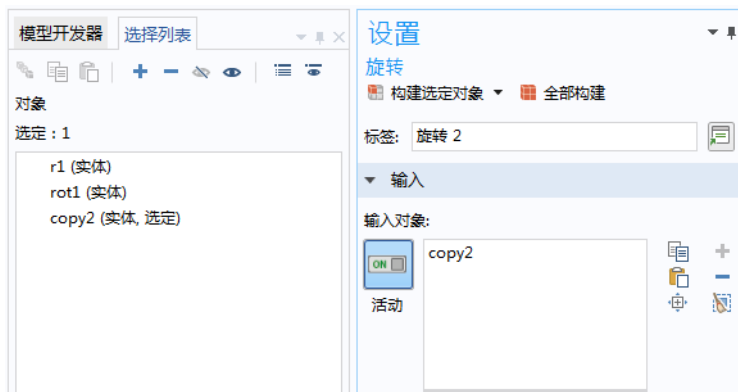 模型开发器 选择列表
对象
选定：1
r1 (实体)
rot1 (实体)
copy2 (实体, 选定)
设置
旋转
构建选定对象 全部构建
标签: 旋转 2
输入
输入对象:
ON
copy2
活动